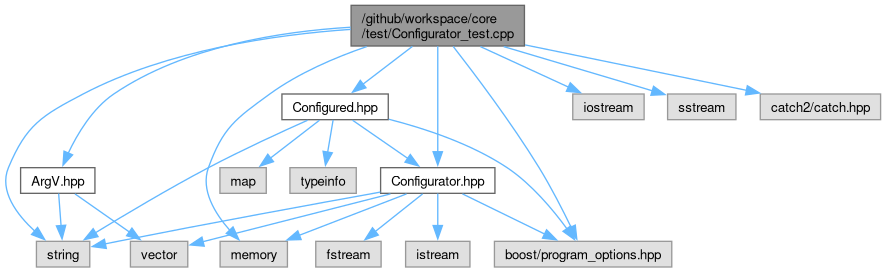 /github/workspace/core
/test/Configurator_test.cpp
Configured.hpp
iostream
sstream
catch2/catch.hpp
ArgV.hpp
map
typeinfo
Configurator.hpp
string
vector
memory
fstream
istream
boost/program_options.hpp